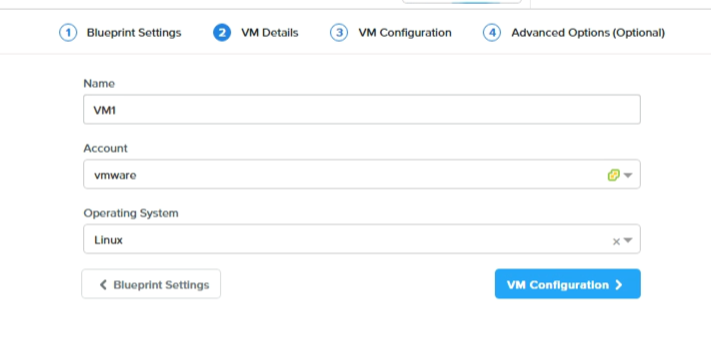 1 Blueprint Settings 2 VM Details 3 VM Configuration 4 Advanced Options (Optional)
Name
VM1
Account
vmware
Operating System
Linux
Blueprint Settings VM Configuration